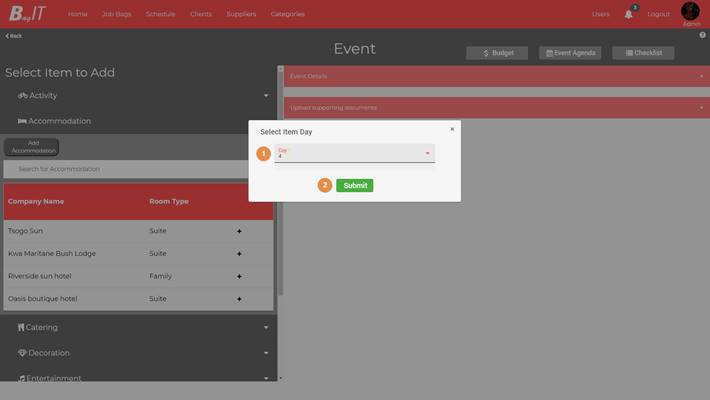 BagIT
Home
Job Bags
Schedule
Clients
Suppliers
Categories
Users
3
Logout
Admin
Back
Event
Budget
Event Agenda
Checklist
Select Item to Add
Activity
Accommodation
Add
Accommodation
Search for Accommodation
Company Name
Room Type
Tsogo Sun
Suite
Kwa Maritane Bush Lodge
Suite
Riverside sun hotel
Family
Oasis boutique hotel
Suite
Catering
Decoration
Entertainment
Event Details
Upload supporting documents
Select Item Day
×
1
Day
4
2
Submit